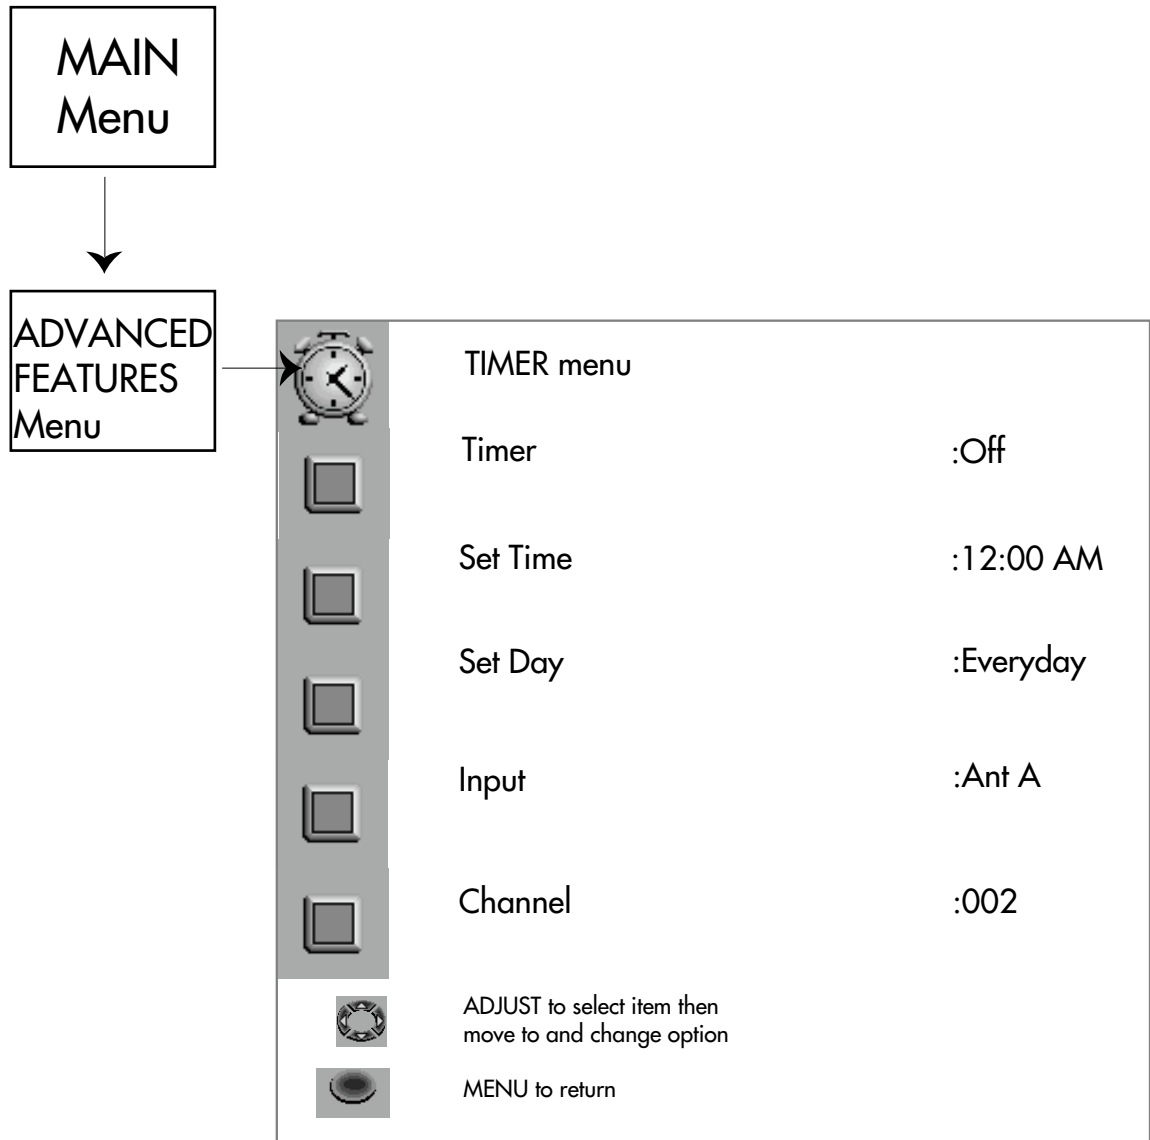 MAIN
Menu
ADVANCED
FEATURES
Menu
TIMER menu
Timer :Off
Set Time :12:00 AM
Set Day :Everyday
Input :Ant A
Channel :002
ADJUST to select item then
move to and change option
MENU to return